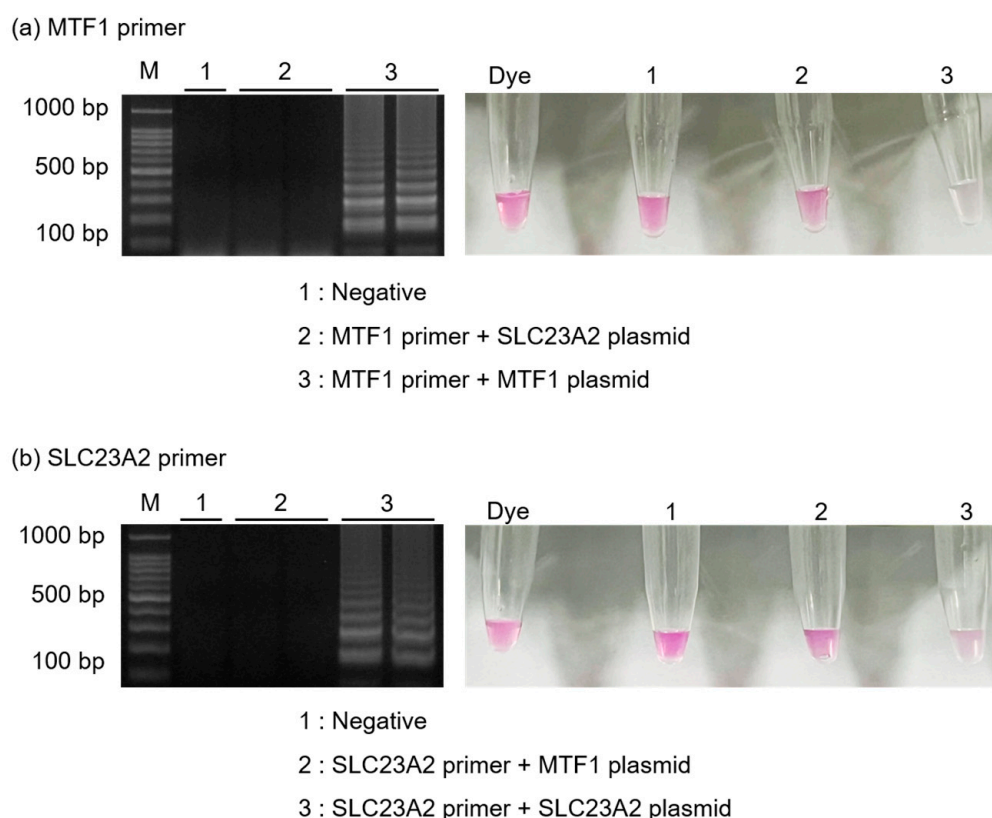 (a) MTF1 primer
M 1 2 3 Dye 1 2 3
1000 bp
500 bp
100 bp
1 : Negative
2 : MTF1 primer + SLC23A2 plasmid
3 : MTF1 primer + MTF1 plasmid
(b) SLC23A2 primer
M 1 2 3 Dye 1 2 3
1000 bp
500 bp
100 bp
1 : Negative
2 : SLC23A2 primer + MTF1 plasmid
3 : SLC23A2 primer + SLC23A2 plasmid